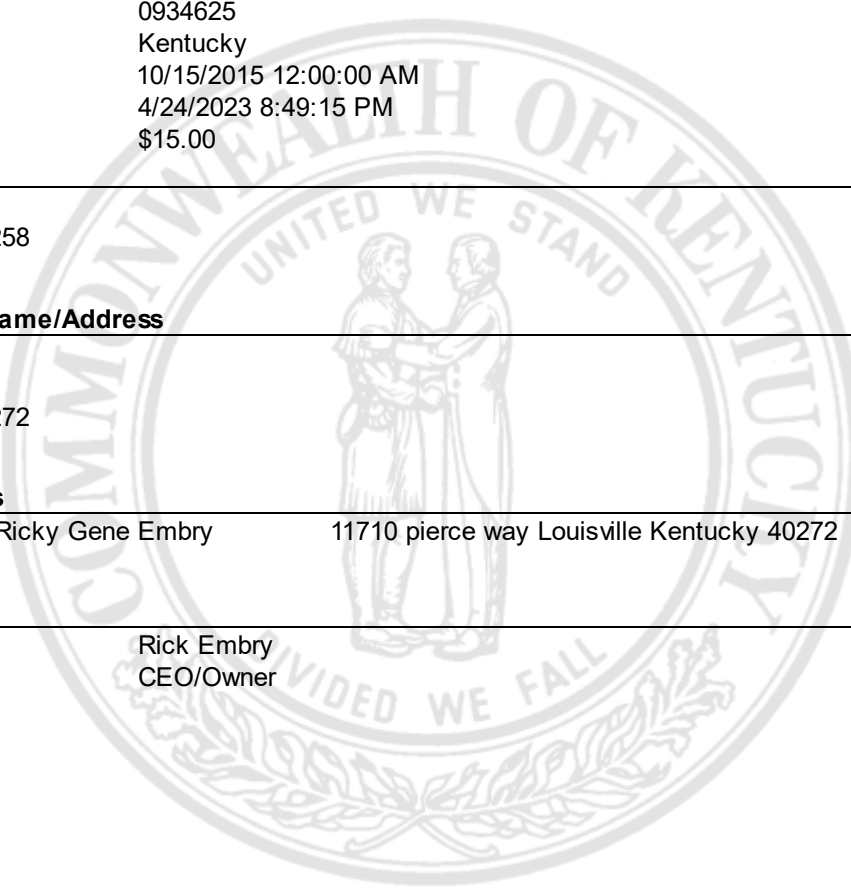 0934625
Kentucky
10/15/2015 12:00:00 AM
4/24/2023 8:49:15 PM
$15.00
COMMONWEALTH OF KENTUCKY
UNITED WE STAND
258
ame/Address
272
s
Ricky Gene Embry 11710 pierce way Louisville Kentucky 40272
Rick Embry
CEO/Owner
DIVIDED WE FALL